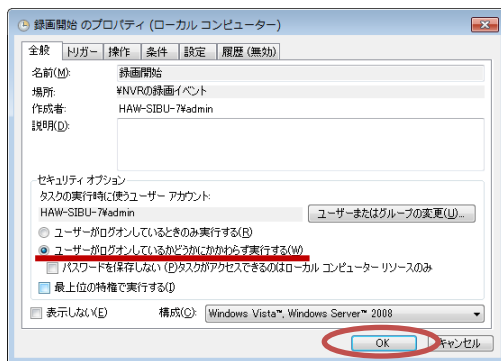 録画開始 のプロパティ (ローカル コンピューター)
全般 トリガー 操作 条件 設定 履歴 (無効)
名前(M): 録画開始
場所: ¥NVRの録画イベント
作成者: HAW-SIBU-7¥admin
説明(D):
セキュリティ オプション
タスクの実行時に使うユーザー アカウント:
HAW-SIBU-7¥admin ユーザーまたはグループの変更(U)...
ユーザーがログオンしているときのみ実行する(R)
ユーザーがログオンしているかどうかにかかわらず実行する(W)
パスワードを保存しない (P)タスクがアクセスできるのはローカル コンピューター リソースのみ
最上位の特権で実行する(I)
表示しない(E) 構成(C): Windows Vista™, Windows Server™ 2008
OK キャンセル